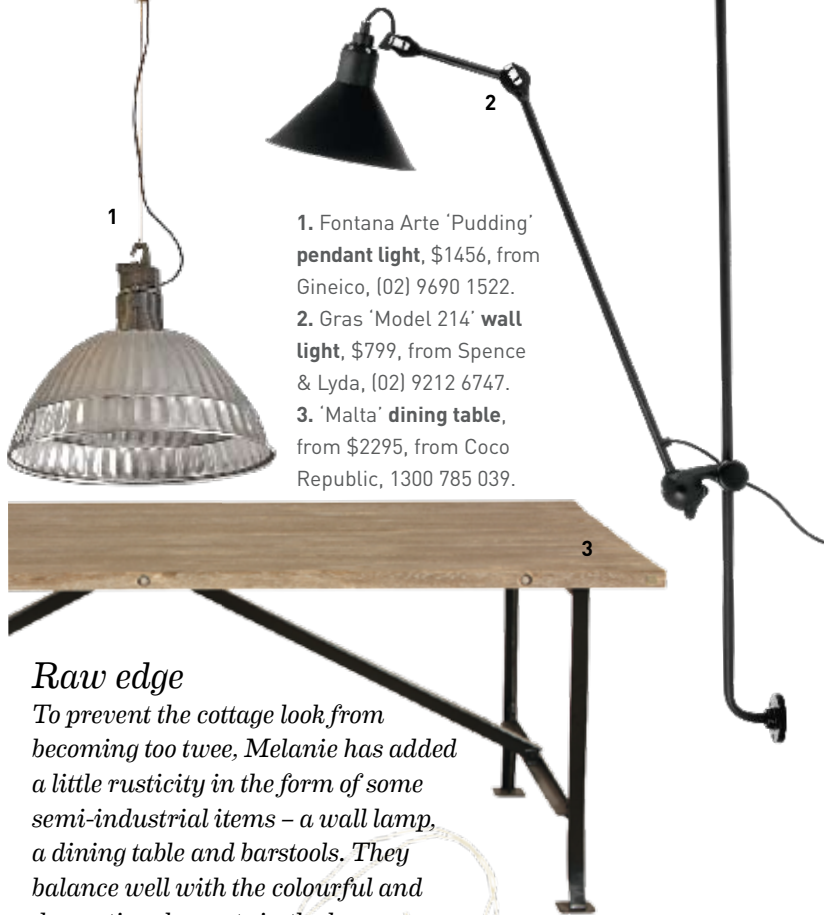 2
1
1. Fontana Arte ‘Pudding’
pendant light, $1456, from
Gineico, (02) 9690 1522.
2. Gras ‘Model 214’ wall
light, $799, from Spence
& Lyda, (02) 9212 6747.
3. ‘Malta’ dining table,
from $2295, from Coco
Republic, 1300 785 039.
3
Raw edge
To prevent the cottage look from
becoming too twee, Melanie has added
a little rusticity in the form of some
semi-industrial items – a wall lamp,
a dining table and barstools. They
balance well with the colourful and